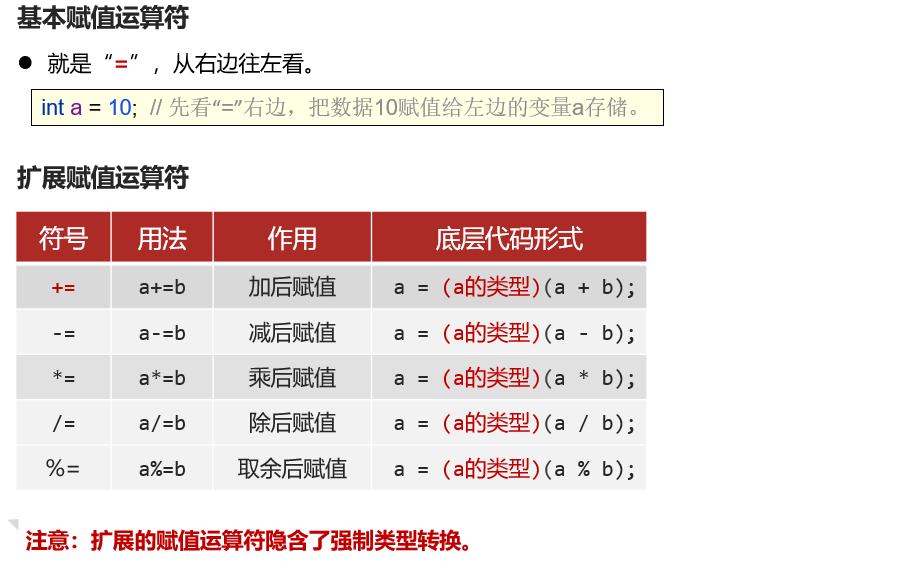 基本赋值运算符
● 就是“=”，从右边往左看。
int a = 10; // 先看“=”右边，把数据10赋值给左边的变量a存储。
扩展赋值运算符
符号 用法 作用 底层代码形式
+= a+=b 加后赋值 a = (a的类型)(a + b);
-= a-=b 减后赋值 a = (a的类型)(a - b);
*= a*=b 乘后赋值 a = (a的类型)(a * b);
/= a/=b 除后赋值 a = (a的类型)(a / b);
%= a%=b 取余后赋值 a = (a的类型)(a % b);
注意：扩展的赋值运算符隐含了强制类型转换。